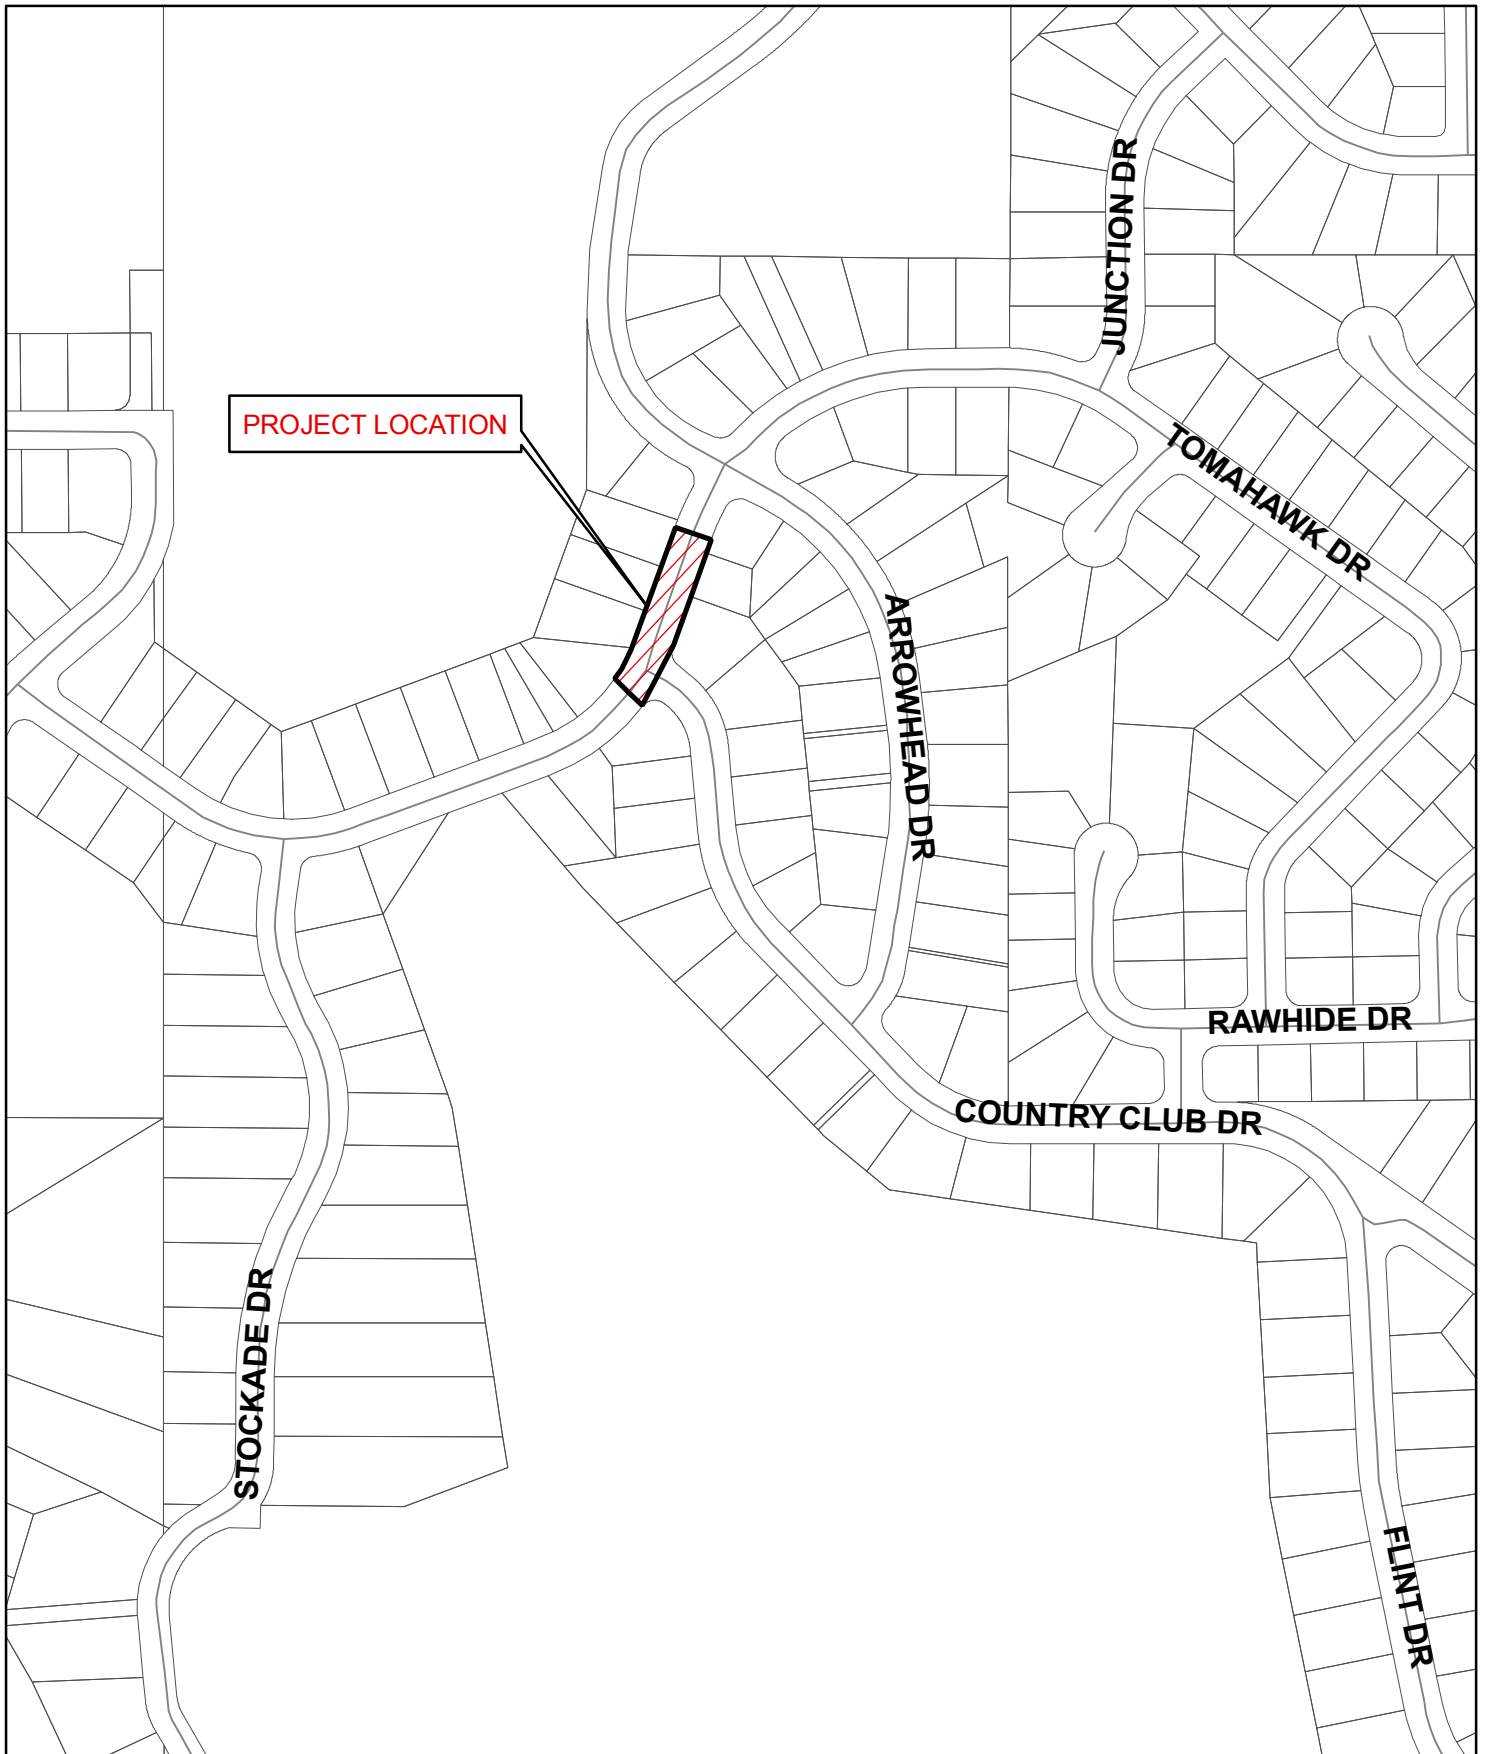 JUNCTION DR
PROJECT LOCATION
TOMAHAWK DR
ARROWHEAD DR
RAWHIDE DR
COUNTRY CLUB DR
STOCKADE DR
FLINT DR